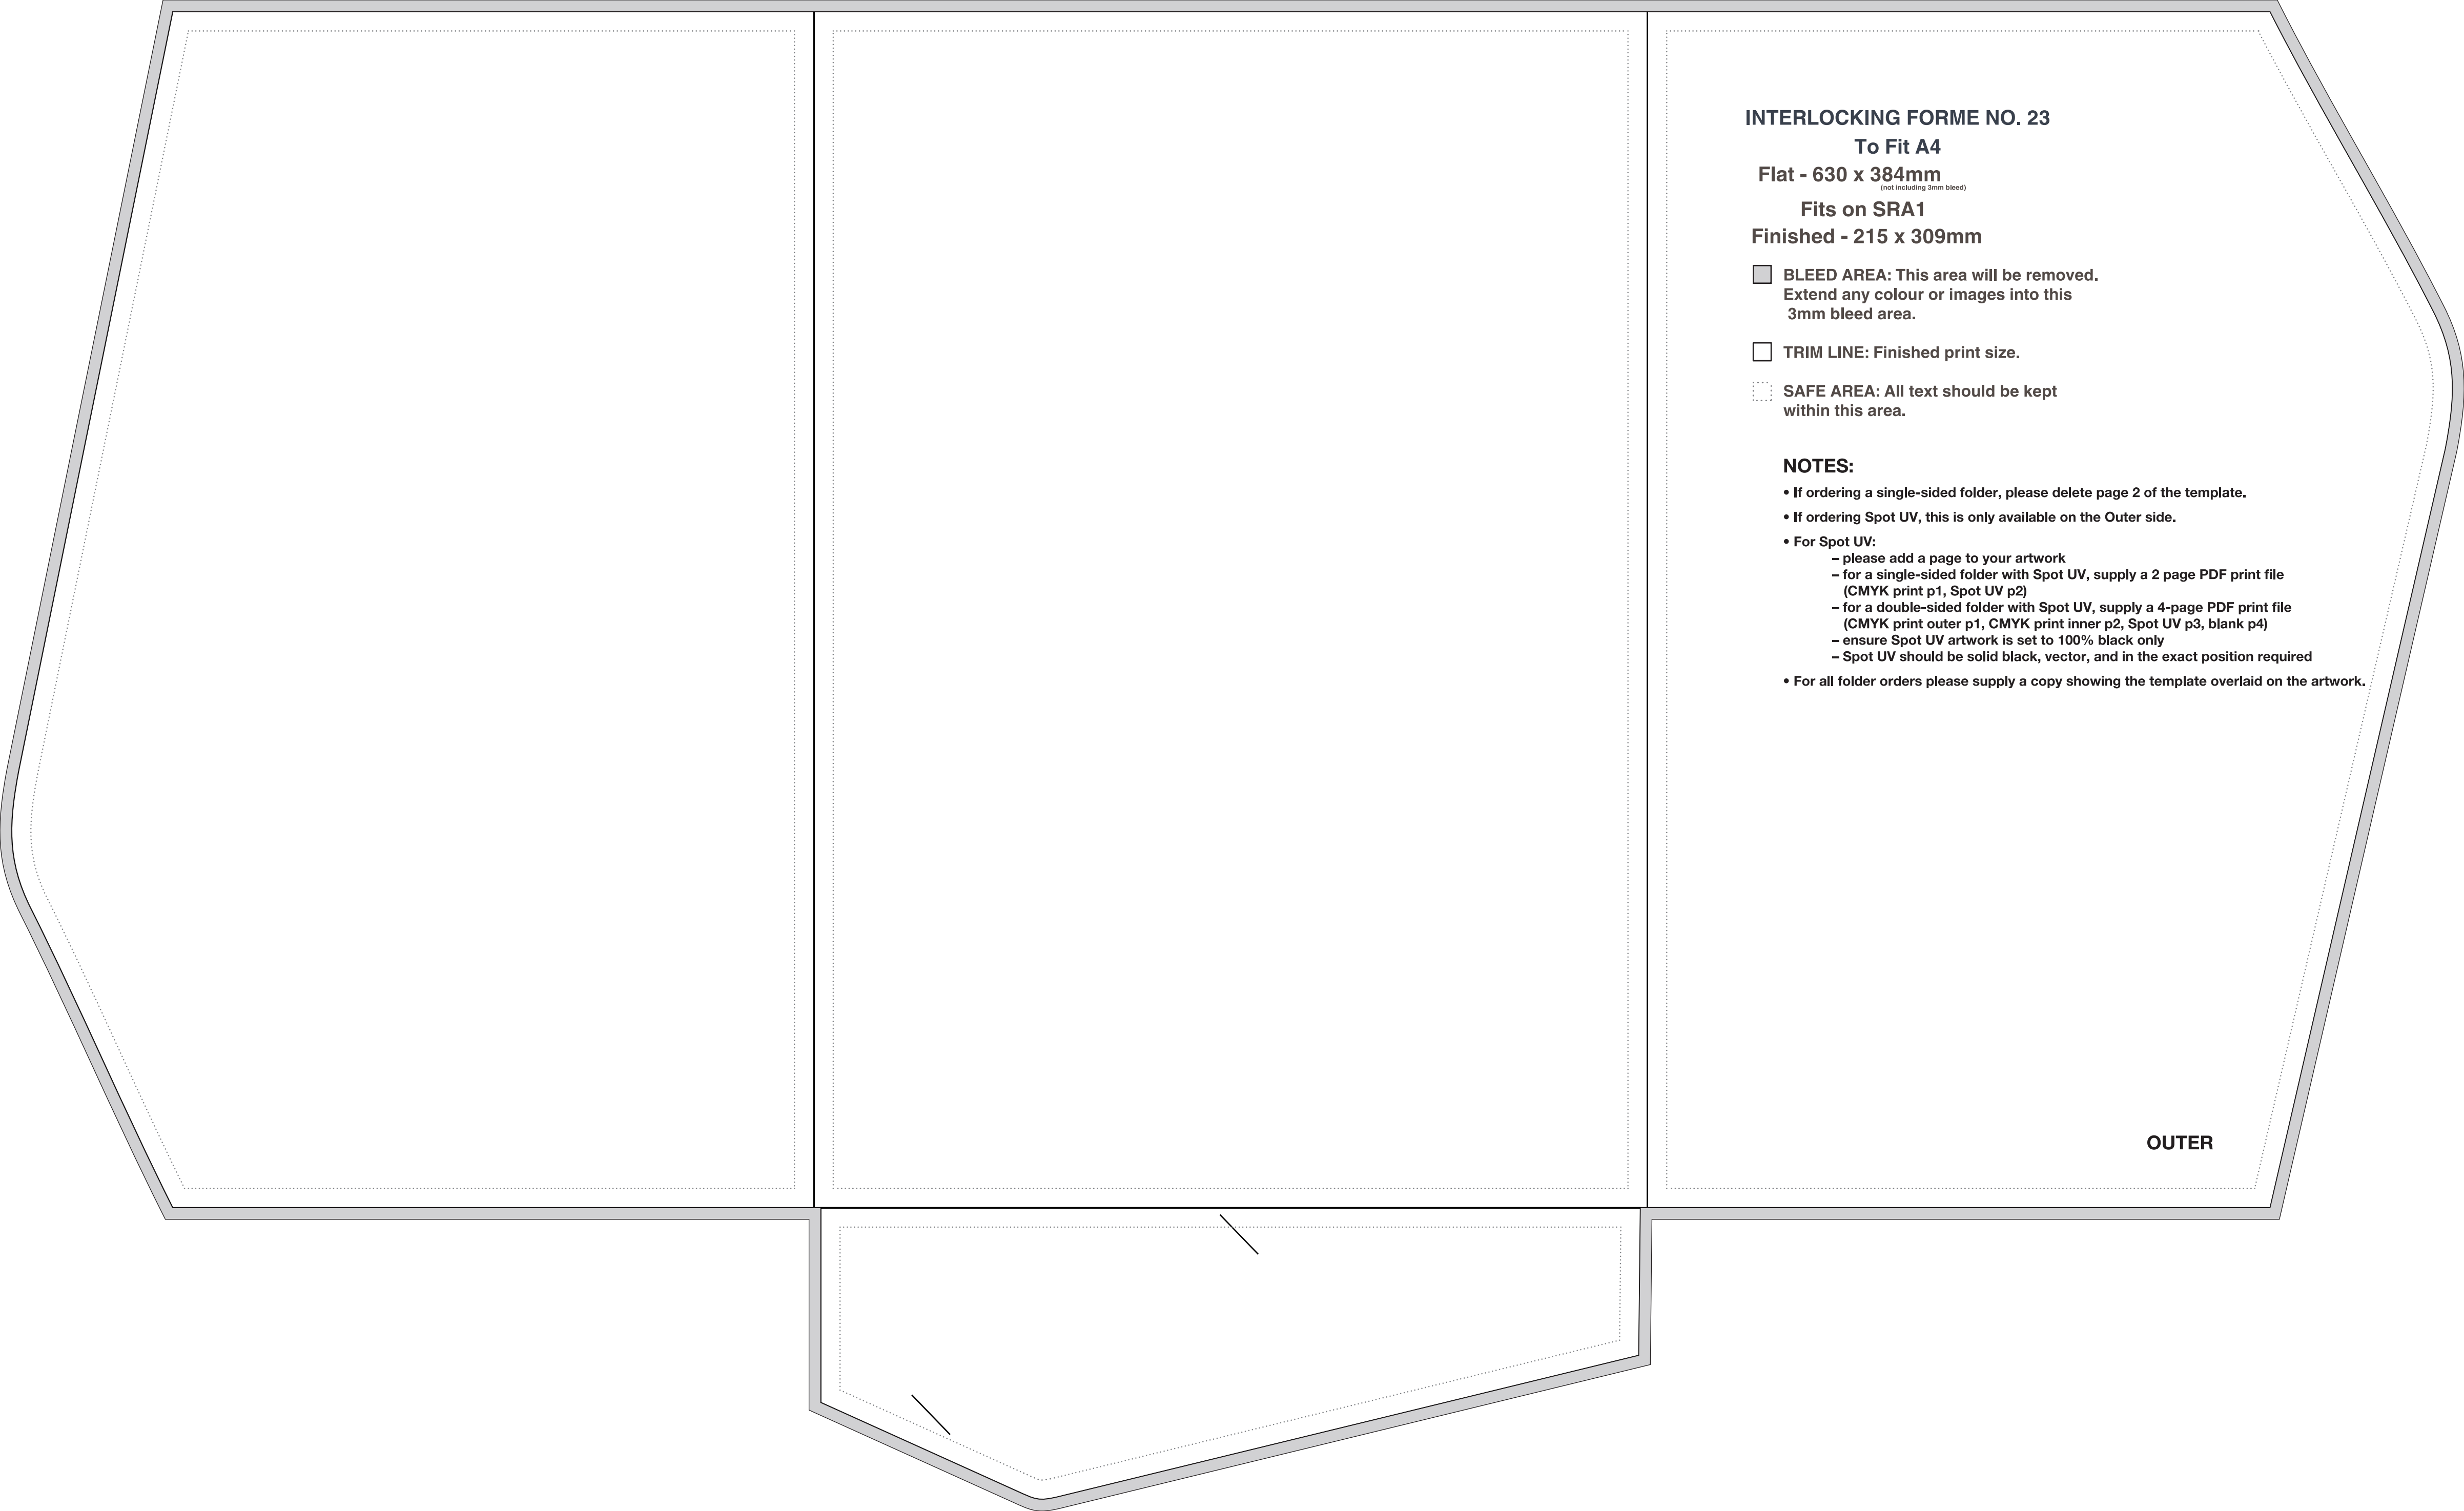 INTERLOCKING FORME NO. 23
To Fit A4
Flat - 630 x 384mm
(not including 3mm bleed)
Fits on SRA1
Finished - 215 x 309mm
BLEED AREA: This area will be removed.
Extend any colour or images into this
3mm bleed area.
TRIM LINE: Finished print size.
SAFE AREA: All text should be kept
within this area.
NOTES:
• If ordering a single-sided folder, please delete page 2 of the template.
• If ordering Spot UV, this is only available on the Outer side.
• For Spot UV:
– please add a page to your artwork
– for a single-sided folder with Spot UV, supply a 2 page PDF print file
(CMYK print p1, Spot UV p2)
– for a double-sided folder with Spot UV, supply a 4-page PDF print file
(CMYK print outer p1, CMYK print inner p2, Spot UV p3, blank p4)
– ensure Spot UV artwork is set to 100% black only
– Spot UV should be solid black, vector, and in the exact position required
• For all folder orders please supply a copy showing the template overlaid on the artwork.
OUTER